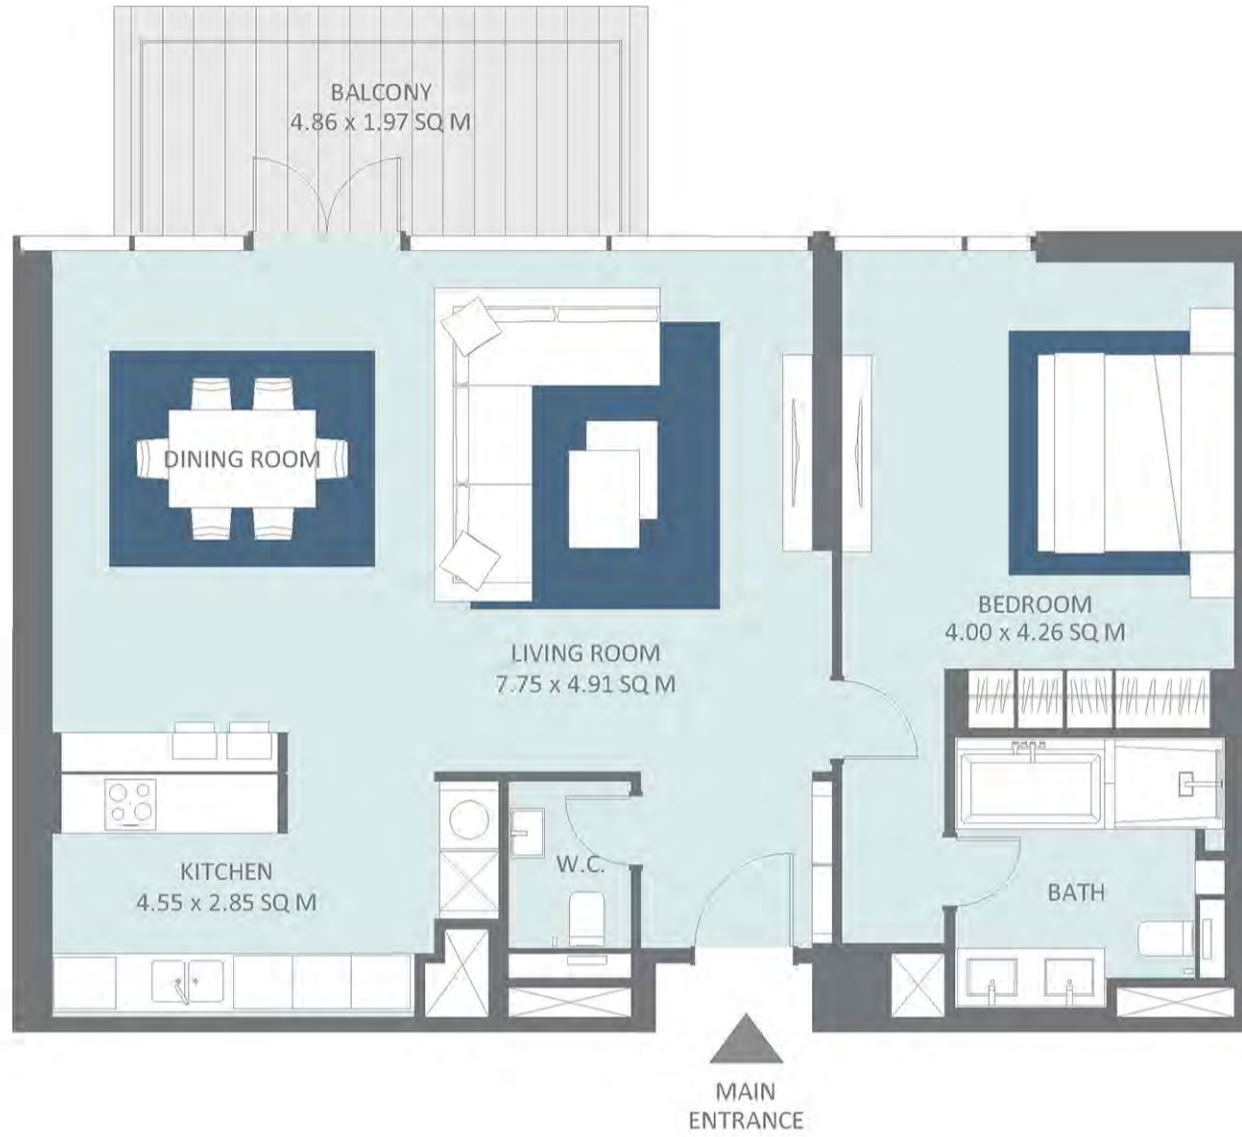 BALCONY
4.86 x 1.97 SQ M
DINING ROOM
LIVING ROOM
7.75 x 4.91 SQ M
BEDROOM
4.00 x 4.26 SQ M
KITCHEN
4.55 x 2.85 SQ M
W.C.
BATH
MAIN
ENTRANCE